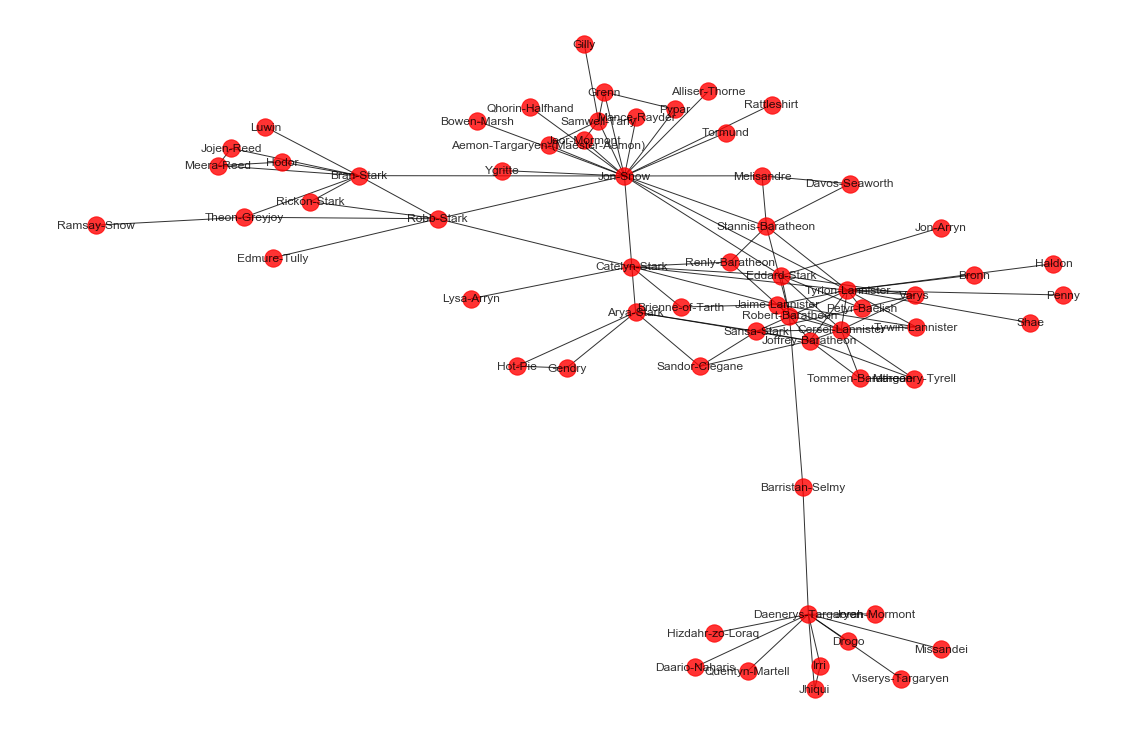 Gilly
Grenn
Alliser-Thorne
Qhorin-Halfhand
Pypar
Rattleshirt
Mance-Rayder
Bowen-Marsh
Samwell-Tarly
Luwin
Tormund
Jeor-Mormont
Aemon-Targaryen-(Maester-Aemon)
Jojen-Reed
Hodor
Meera-Reed
Ygritte
Bran-Stark
Jon-Snow
Melisandre
Davos-Seaworth
Rickon-Stark
Theon-Greyjoy
Robb-Stark
Ramsay-Snow
Stannis-Baratheon
Jon-Arryn
Edmure-Tully
Renly-Baratheon
Haldon
Catelyn-Stark
Eddard-Stark
Bronn
Tyrion-Lannister
Varys
Penny
Lysa-Arryn
Brienne-of-Tarth
Jaime-Lannister
Petyr-Baelish
Arya-Stark
Robert-Baratheon
Shae
Sansa-Stark
Cersei-Lannister
Tywin-Lannister
Joffrey-Baratheon
Hot-Pie
Gendry
Sandor-Clegane
Tommen-Baratheon
Margaery-Tyrell
Barristan-Selmy
Daenerys-Targaryen
Jorah-Mormont
Hizdahr-zo-Loraq
Drogo
Missandei
Daario-Naharis
Irri
Quentyn-Martell
Viserys-Targaryen
Jhiqui